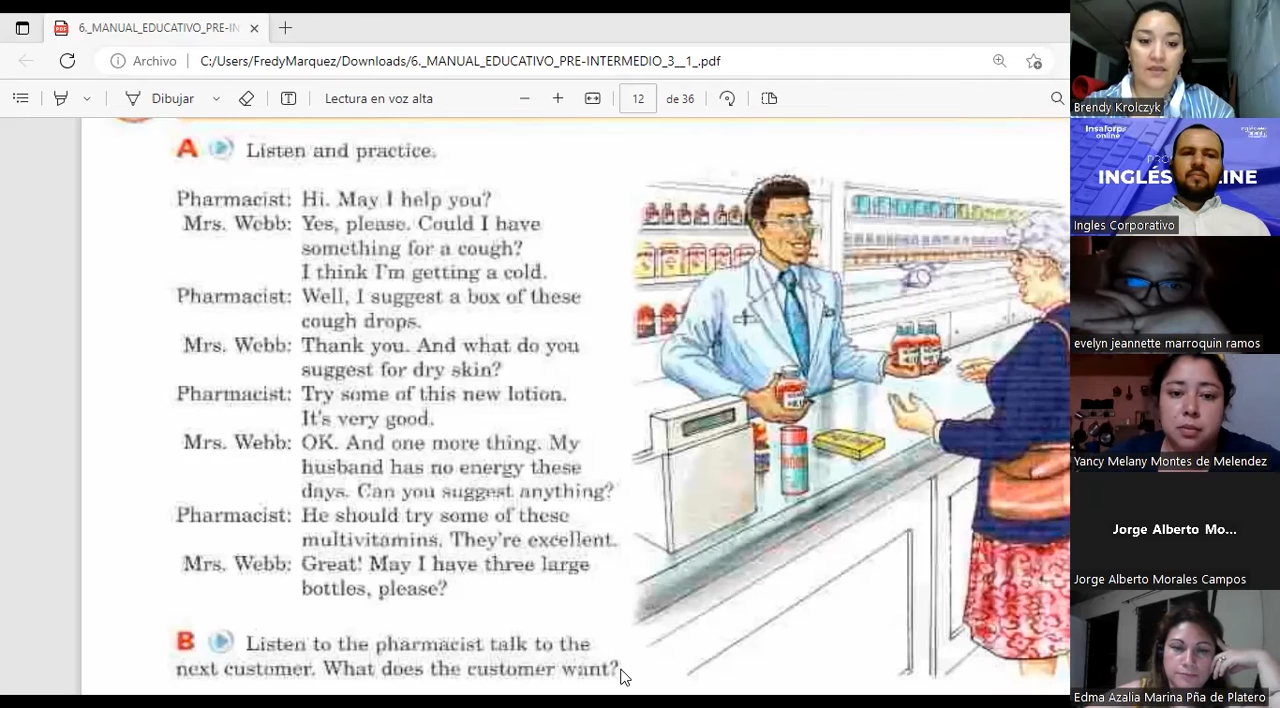 6._MANUAL_EDUCATIVO_PRE-IN
Archivo
C:/Users/FredyMarquez/Downloads/6._MANUAL_EDUCATIVO_PRE-INTERMEDIO_3__1_.pdf
Dibujar
Lectura en voz alta
12 de 36
A Listen and practice.
Pharmacist: Hi. May I help you?
Mrs. Webb: Yes, please. Could I have
something for a cough?
I think I'm getting a cold.
Pharmacist: Well, I suggest a box of these
cough drops.
Mrs. Webb: Thank you. And what do you
suggest for dry skin?
Pharmacist: Try some of this new lotion.
It's very good.
Mrs. Webb: OK. And one more thing. My
husband has no energy these
days. Can you suggest anything?
Pharmacist: He should try some of these
multivitamins. They're excellent.
Mrs. Webb: Great! May I have three large
bottles, please?
B Listen to the pharmacist talk to the
next customer. What does the customer want?
Brendy Krolczyk
Insaforp
online
INGLÉS
LINE
Ingles Corporativo
evelyn jeannette marroquin ramos
Yancy Melany Montes de Melendez
Jorge Alberto Mo...
Jorge Alberto Morales Campos
Edma Azalia Marina Pña de Platero